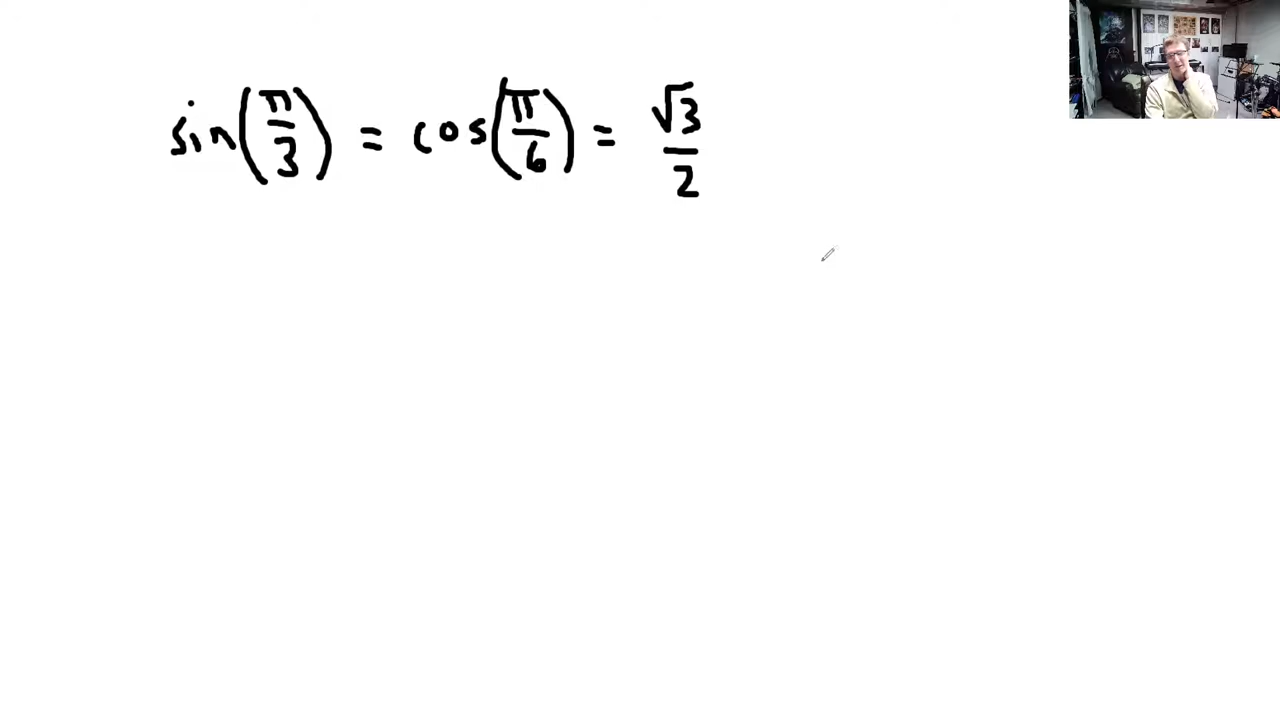 sin(π/3) = cos(π/6) = √3/2